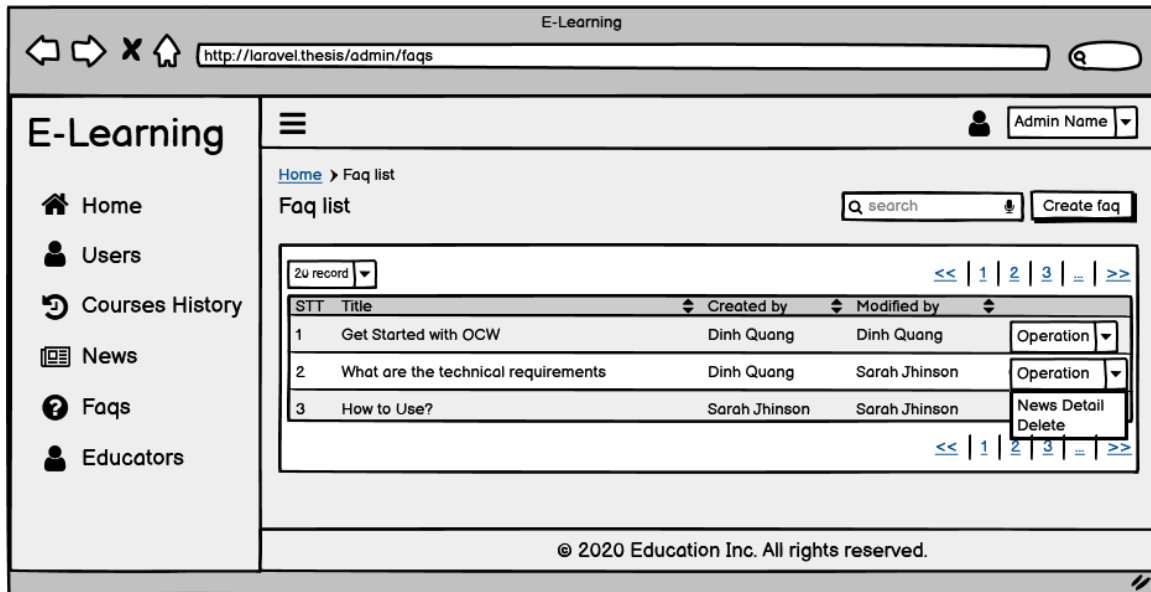 E-Learning
http://laravel.thesis/admin/faqs
E-Learning
Admin Name
Home
Users
Courses History
News
Faqs
Educators
Home > Faq list
Faq list
search
Create faq
20 record
<< | 1 | 2 | 3 | ... | >>
STT Title Created by Modified by
1 Get Started with OCW Dinh Quang Dinh Quang Operation
2 What are the technical requirements Dinh Quang Sarah Jhinson Operation
3 How to Use? Sarah Jhinson Sarah Jhinson
News Detail
Delete
<< | 1 | 2 | 3 | ... | >>
© 2020 Education Inc. All rights reserved.